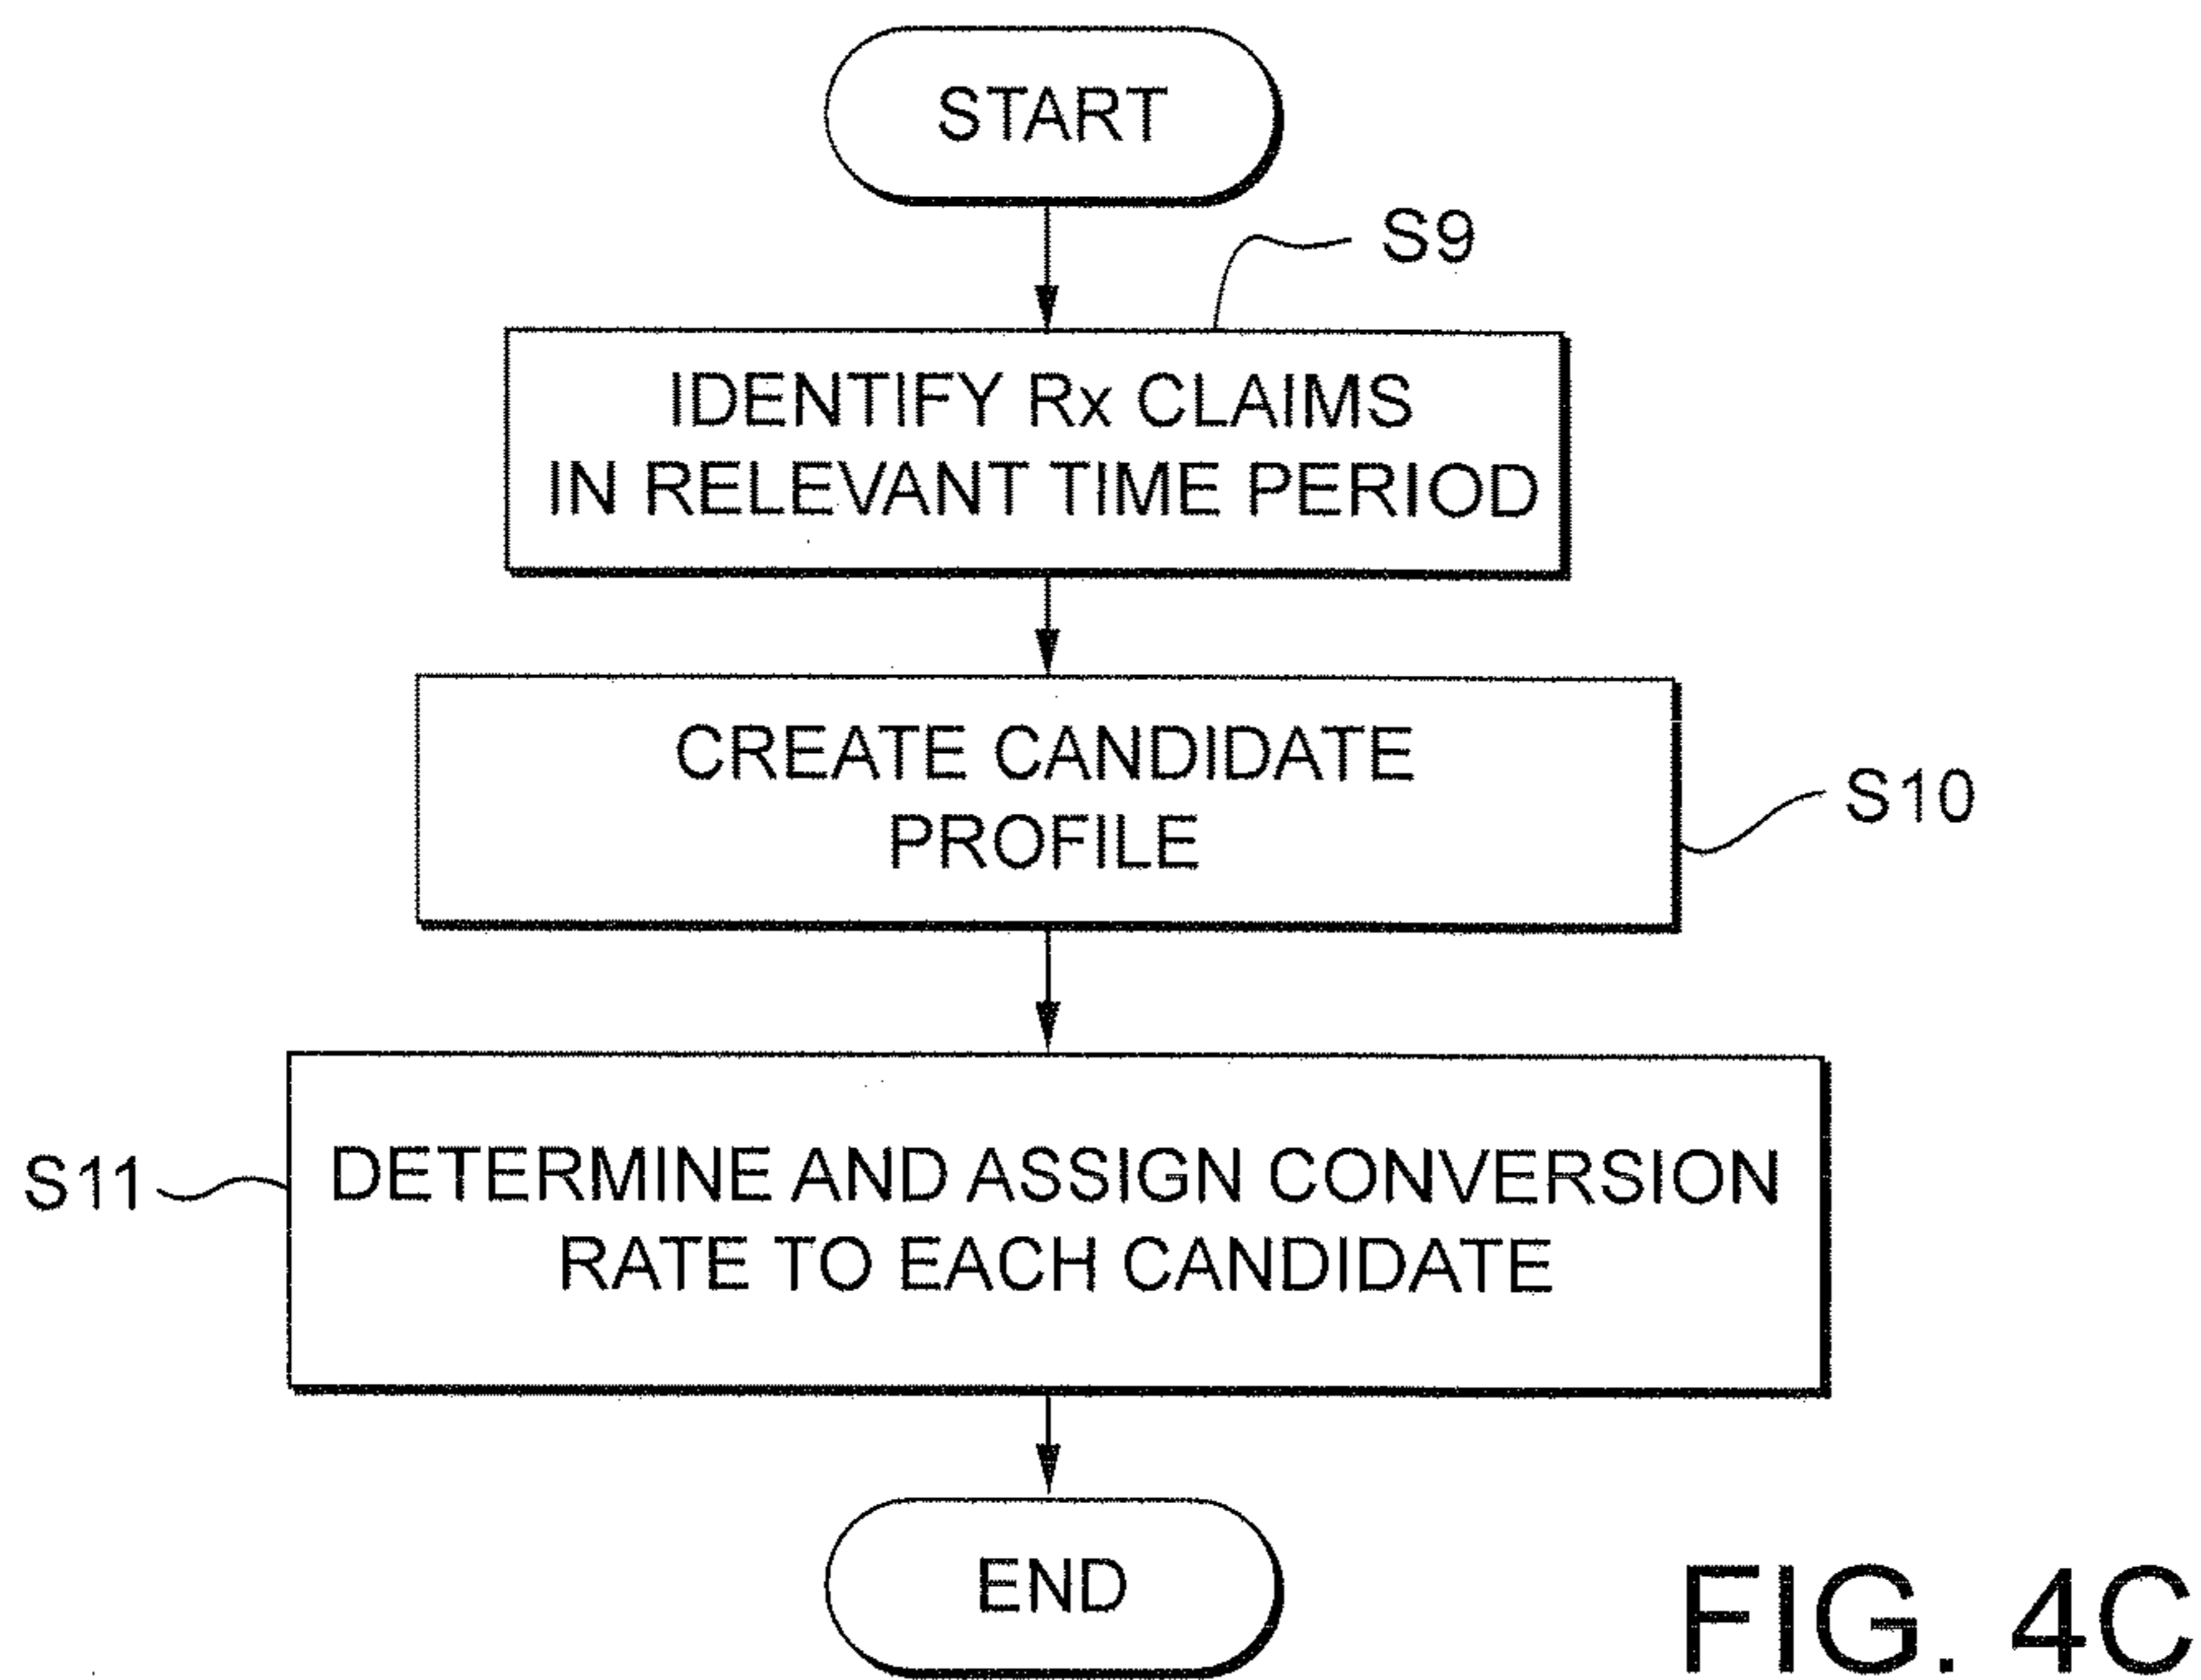 START
S9
IDENTIFY Rx CLAIMS
IN RELEVANT TIME PERIOD
CREATE CANDIDATE
PROFILE
S10
S11
DETERMINE AND ASSIGN CONVERSION
RATE TO EACH CANDIDATE
END
FIG. 4C